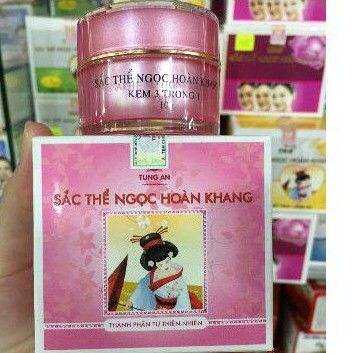 SẮC THỂ NGỌC HOÀN KHANG
KEM 3 TRONG 1
TUNG AN
SẮC THỂ NGỌC HOÀN KHANG
THÀNH PHẦN TỪ THIÊN NHIÊN